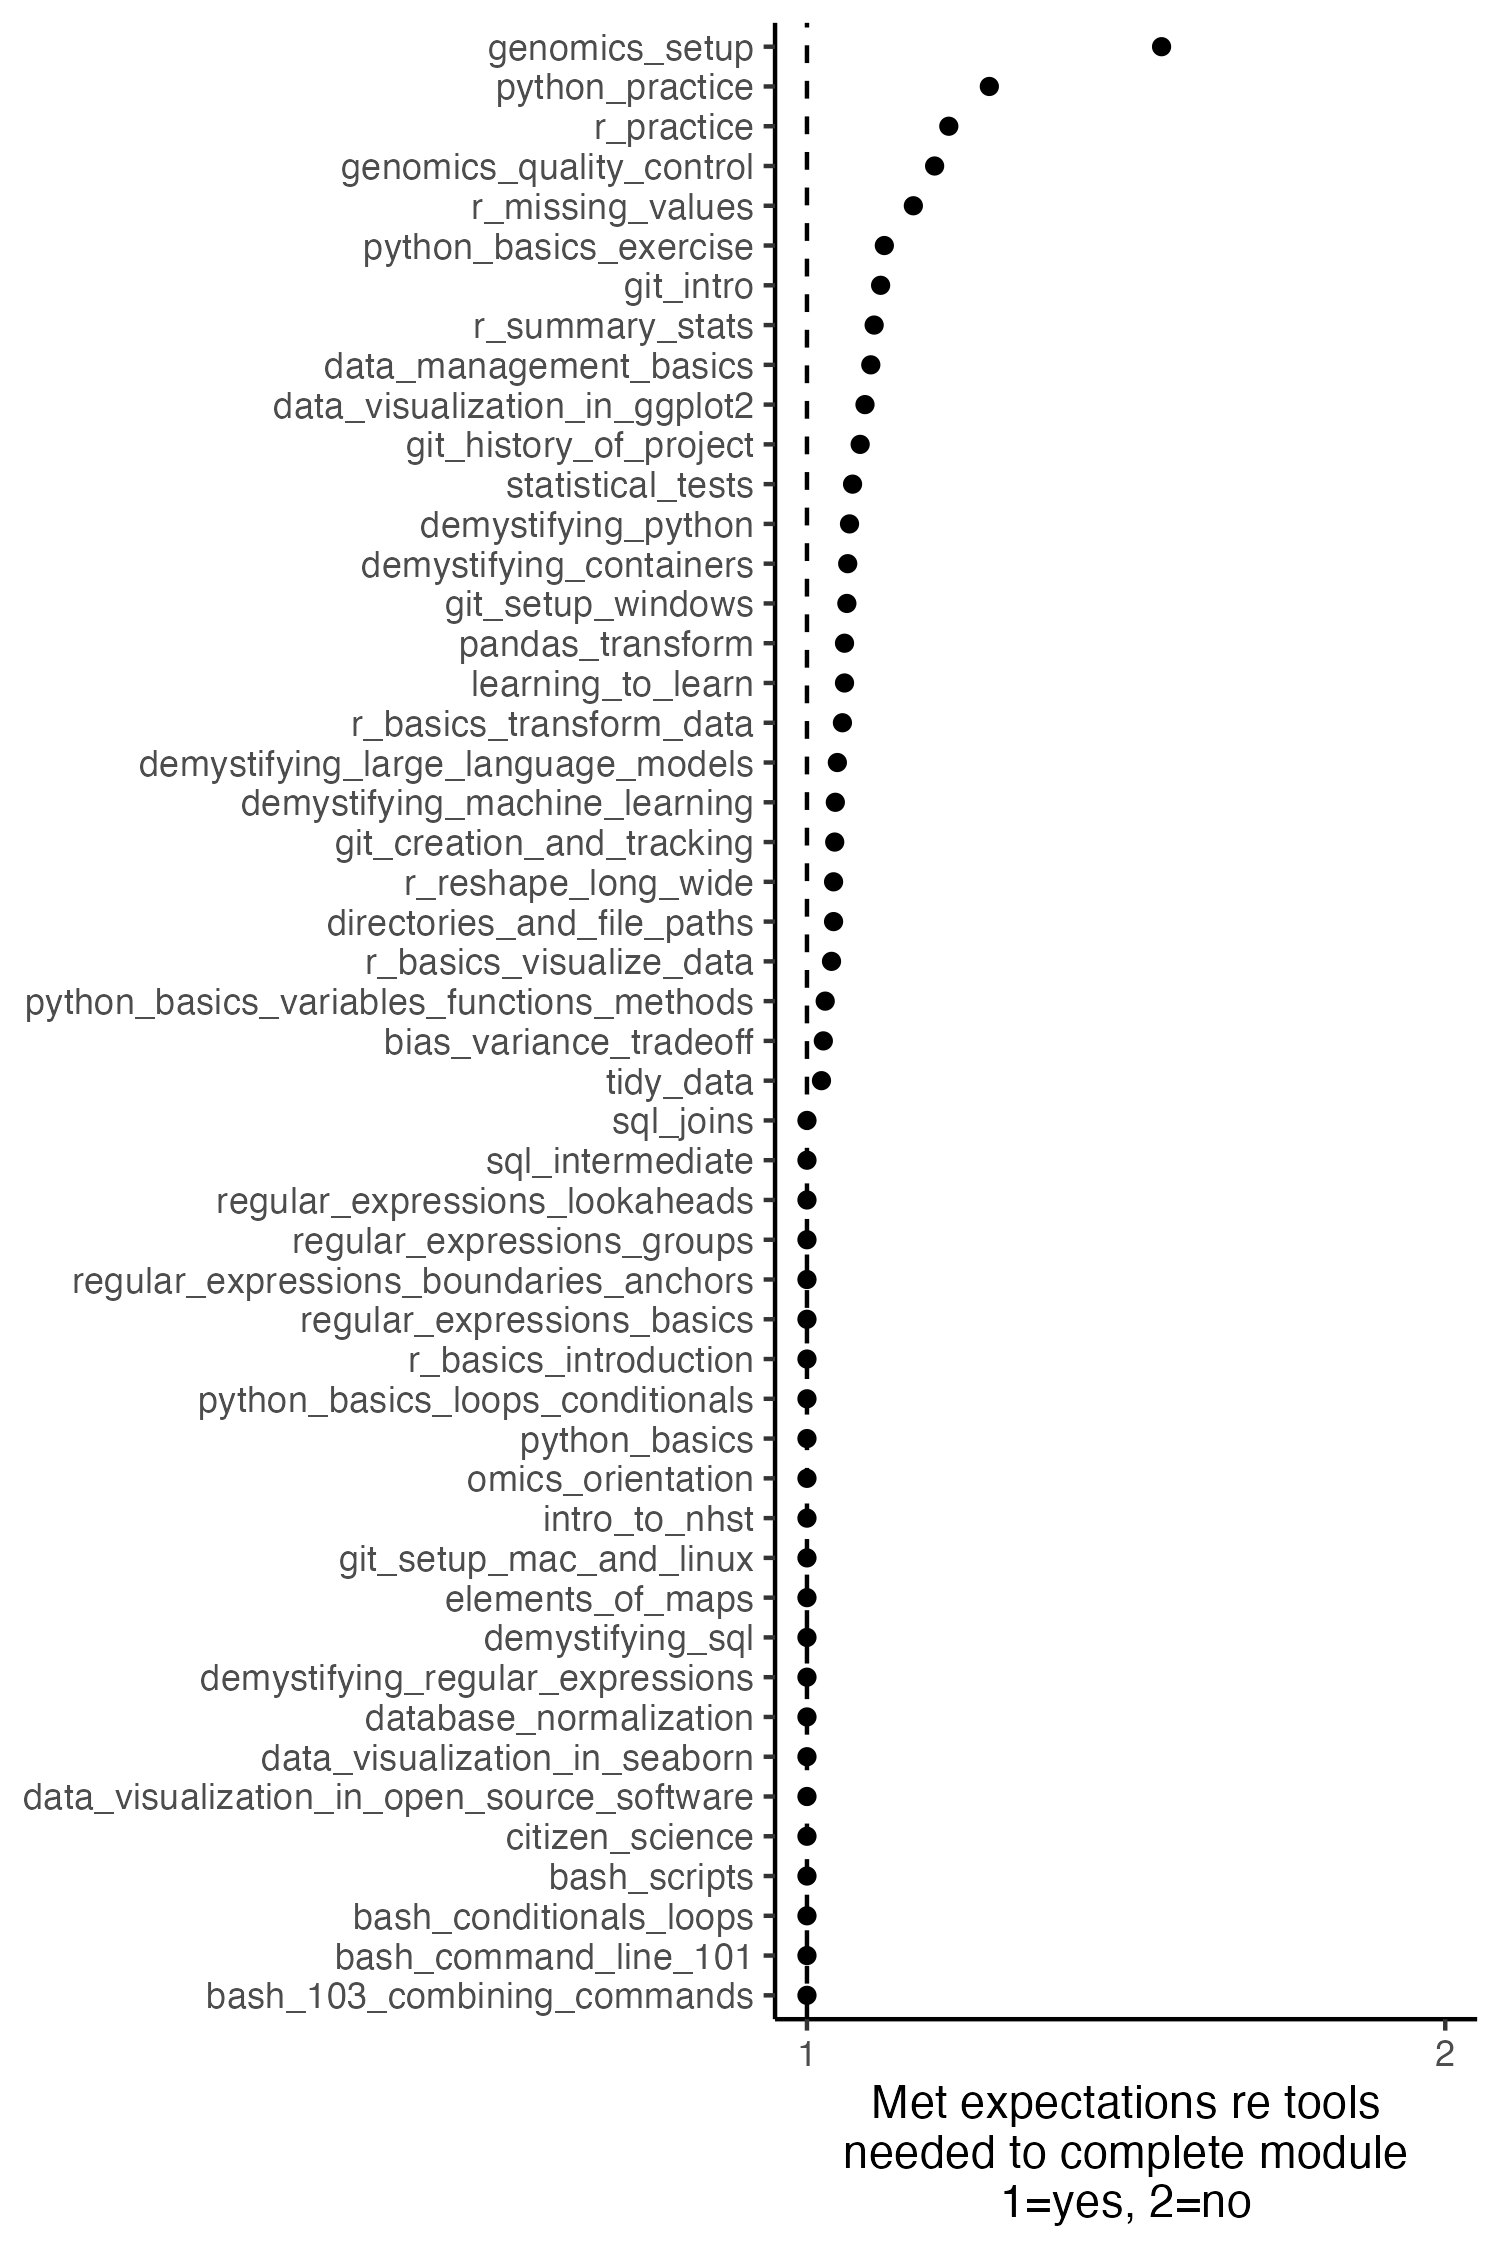 genomics_setup
python_practice
r_practice
genomics_quality_control
r_missing_values
python_basics_exercise
git_intro
r_summary_stats
data_management_basics
data_visualization_in_ggplot2
git_history_of_project
statistical_tests
demystifying_python
demystifying_containers
git_setup_windows
pandas_transform
learning_to_learn
r_basics_transform_data
demystifying_large_language_models
demystifying_machine_learning
git_creation_and_tracking
r_reshape_long_wide
directories_and_file_paths
r_basics_visualize_data
python_basics_variables_functions_methods
bias_variance_tradeoff
tidy_data
sql_joins
sql_intermediate
regular_expressions_lookaheads
regular_expressions_groups
regular_expressions_boundaries_anchors
regular_expressions_basics
r_basics_introduction
python_basics_loops_conditionals
python_basics
omics_orientation
intro_to_nhst
git_setup_mac_and_linux
elements_of_maps
demystifying_sql
demystifying_regular_expressions
database_normalization
data_visualization_in_seaborn
data_visualization_in_open_source_software
citizen_science
bash_scripts
bash_conditionals_loops
bash_command_line_101
bash_103_combining_commands
1 2
Met expectations re tools
needed to complete module
1=yes, 2=no